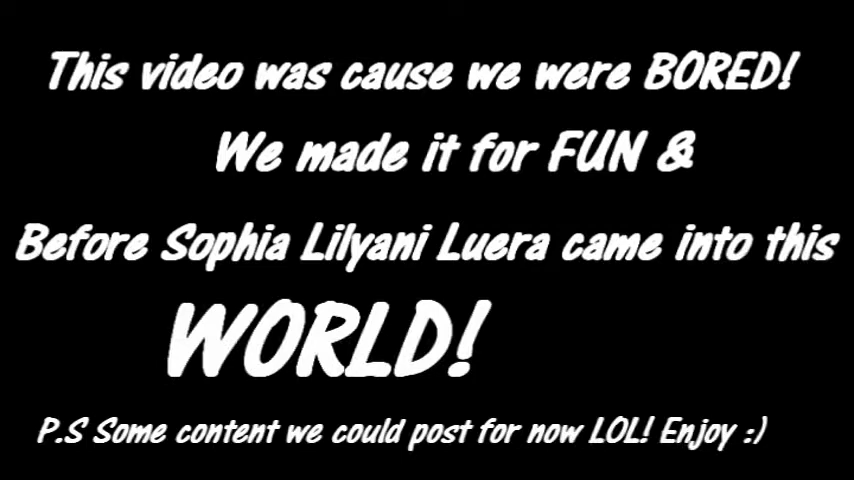 This video was cause we were BORED!
We made it for FUN &
Before Sophia Lilyani Luera came into this
WORLD!
P.S Some content we could post for now LOL! Enjoy :)